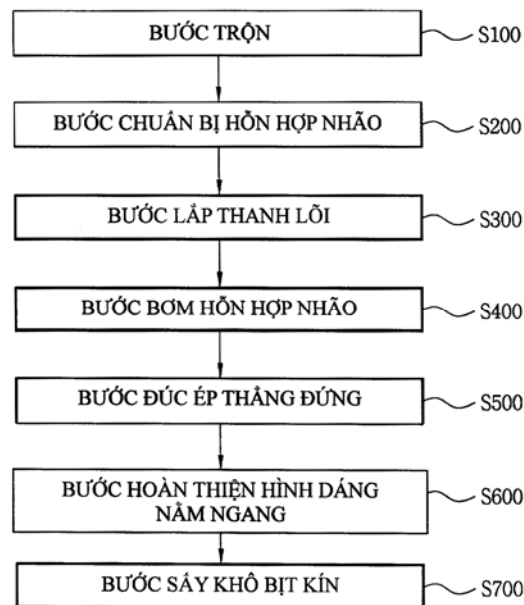 BƯỚC TRỘN S100
BƯỚC CHUẨN BỊ HỖN HỢP NHÃO S200
BƯỚC LẮP THANH LÕI S300
BƯỚC BƠM HỖN HỢP NHÃO S400
BƯỚC ĐÚC ÉP THẲNG ĐỨNG S500
BƯỚC HOÀN THIỆN HÌNH DÁNG
NẰM NGANG S600
BƯỚC SẤY KHÔ BỊT KÍN S700